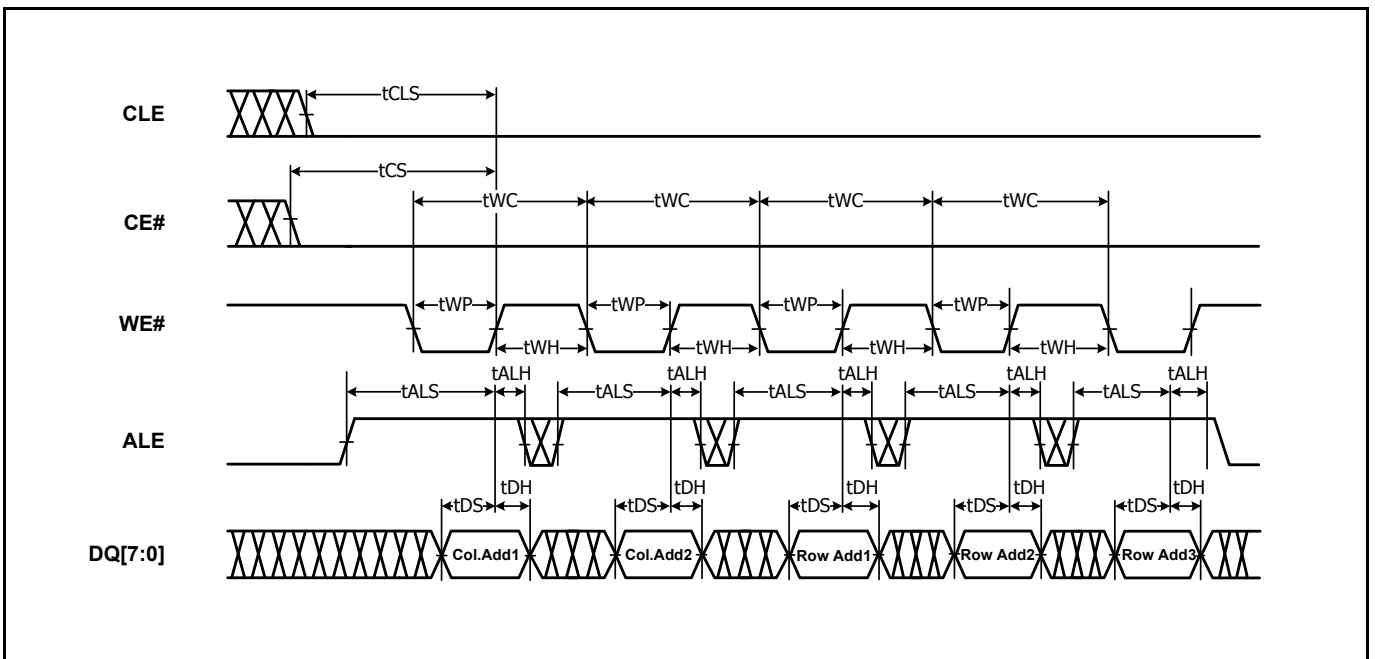 CLE
tCLS
tCS
CE#
tWC tWC tWC tWC
WE#
tWP tWP tWP tWP
tWH tWH tWH tWH
tALH tALH tALH tALH tALH
ALE
tALS tALS tALS tALS tALS
tDH tDH tDH tDH tDH
tDS tDS tDS tDS tDS
DQ[7:0]
Col.Add1 Col.Add2 Row Add1 Row Add2 Row Add3